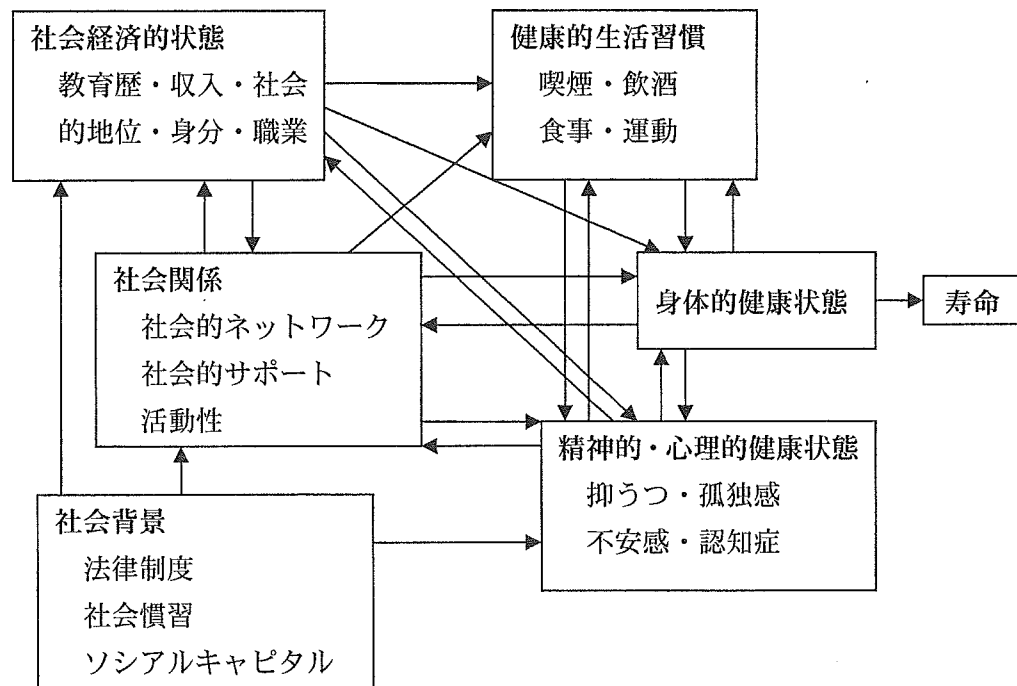 社会経済的状態
教育歴・収入・社会
的地位・身分・職業
健康的生活習慣
喫煙・飲酒
食事・運動
社会関係
社会的ネットワーク
社会的サポート
活動性
身体的健康状態
寿命
精神的・心理的健康状態
抑うつ・孤独感
不安感・認知症
社会背景
法律制度
社会慣習
ソシアルキャピタル